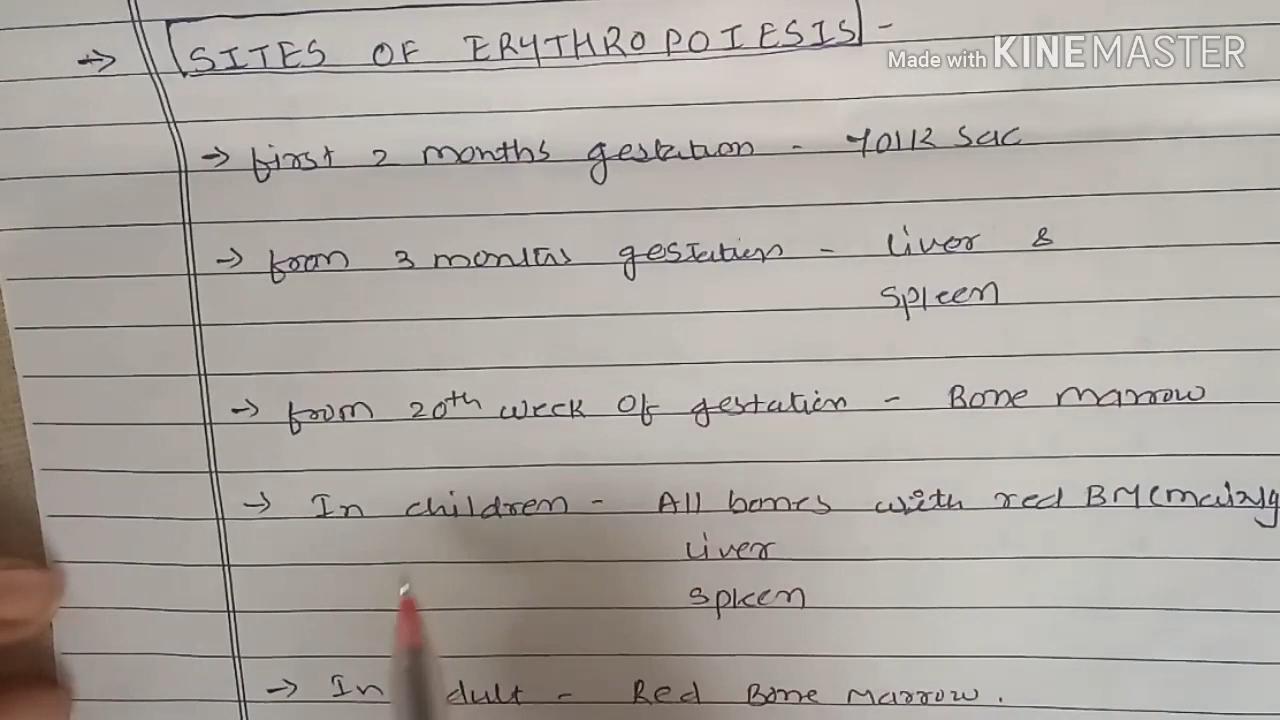 → SITES OF ERYTHROPOIESIS -
Made with KINEMASTER
→ first 2 months gestation - Yolk Sac
→ from 3 months gestation - Liver &
Spleen
→ from 20th week of gestation - Bone marrow
→ In children - All bones with red BM (mainly
Liver
Spleen
→ In dult - Red Bone Marrow.